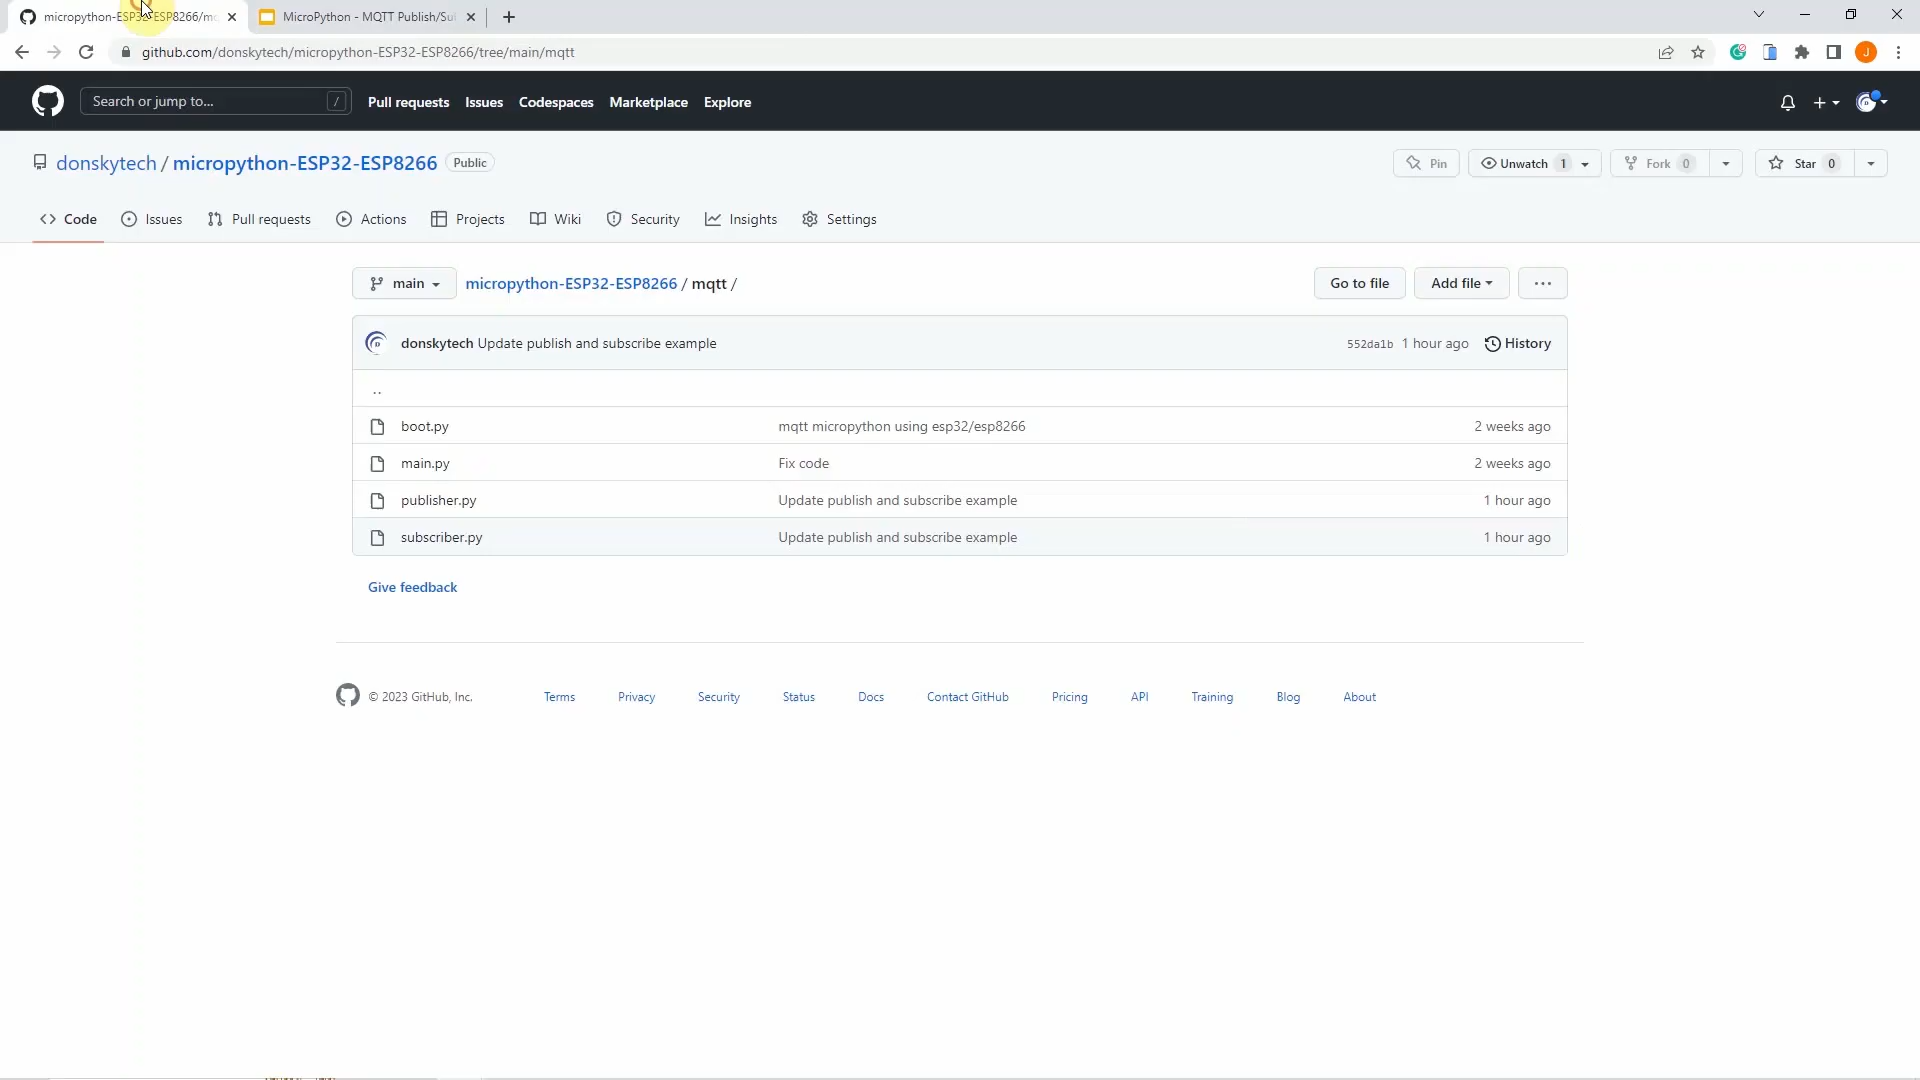 micropython-ESP32-ESP8266/mq
MicroPython - MQTT Publish/Sub
github.com/donskytech/micropython-ESP32-ESP8266/tree/main/mqtt
J
Search or jump to...
/
Pull requests
Issues
Codespaces
Marketplace
Explore
donskytech / micropython-ESP32-ESP8266
Public
Pin
Unwatch 1
Fork 0
Star 0
Code
Issues
Pull requests
Actions
Projects
Wiki
Security
Insights
Settings
main
micropython-ESP32-ESP8266 / mqtt /
Go to file
Add file
donskytech Update publish and subscribe example
552da1b 1 hour ago
History
..
boot.py mqtt micropython using esp32/esp8266 2 weeks ago
main.py Fix code 2 weeks ago
publisher.py Update publish and subscribe example 1 hour ago
subscriber.py Update publish and subscribe example 1 hour ago
Give feedback
© 2023 GitHub, Inc. Terms Privacy Security Status Docs Contact GitHub Pricing API Training Blog About